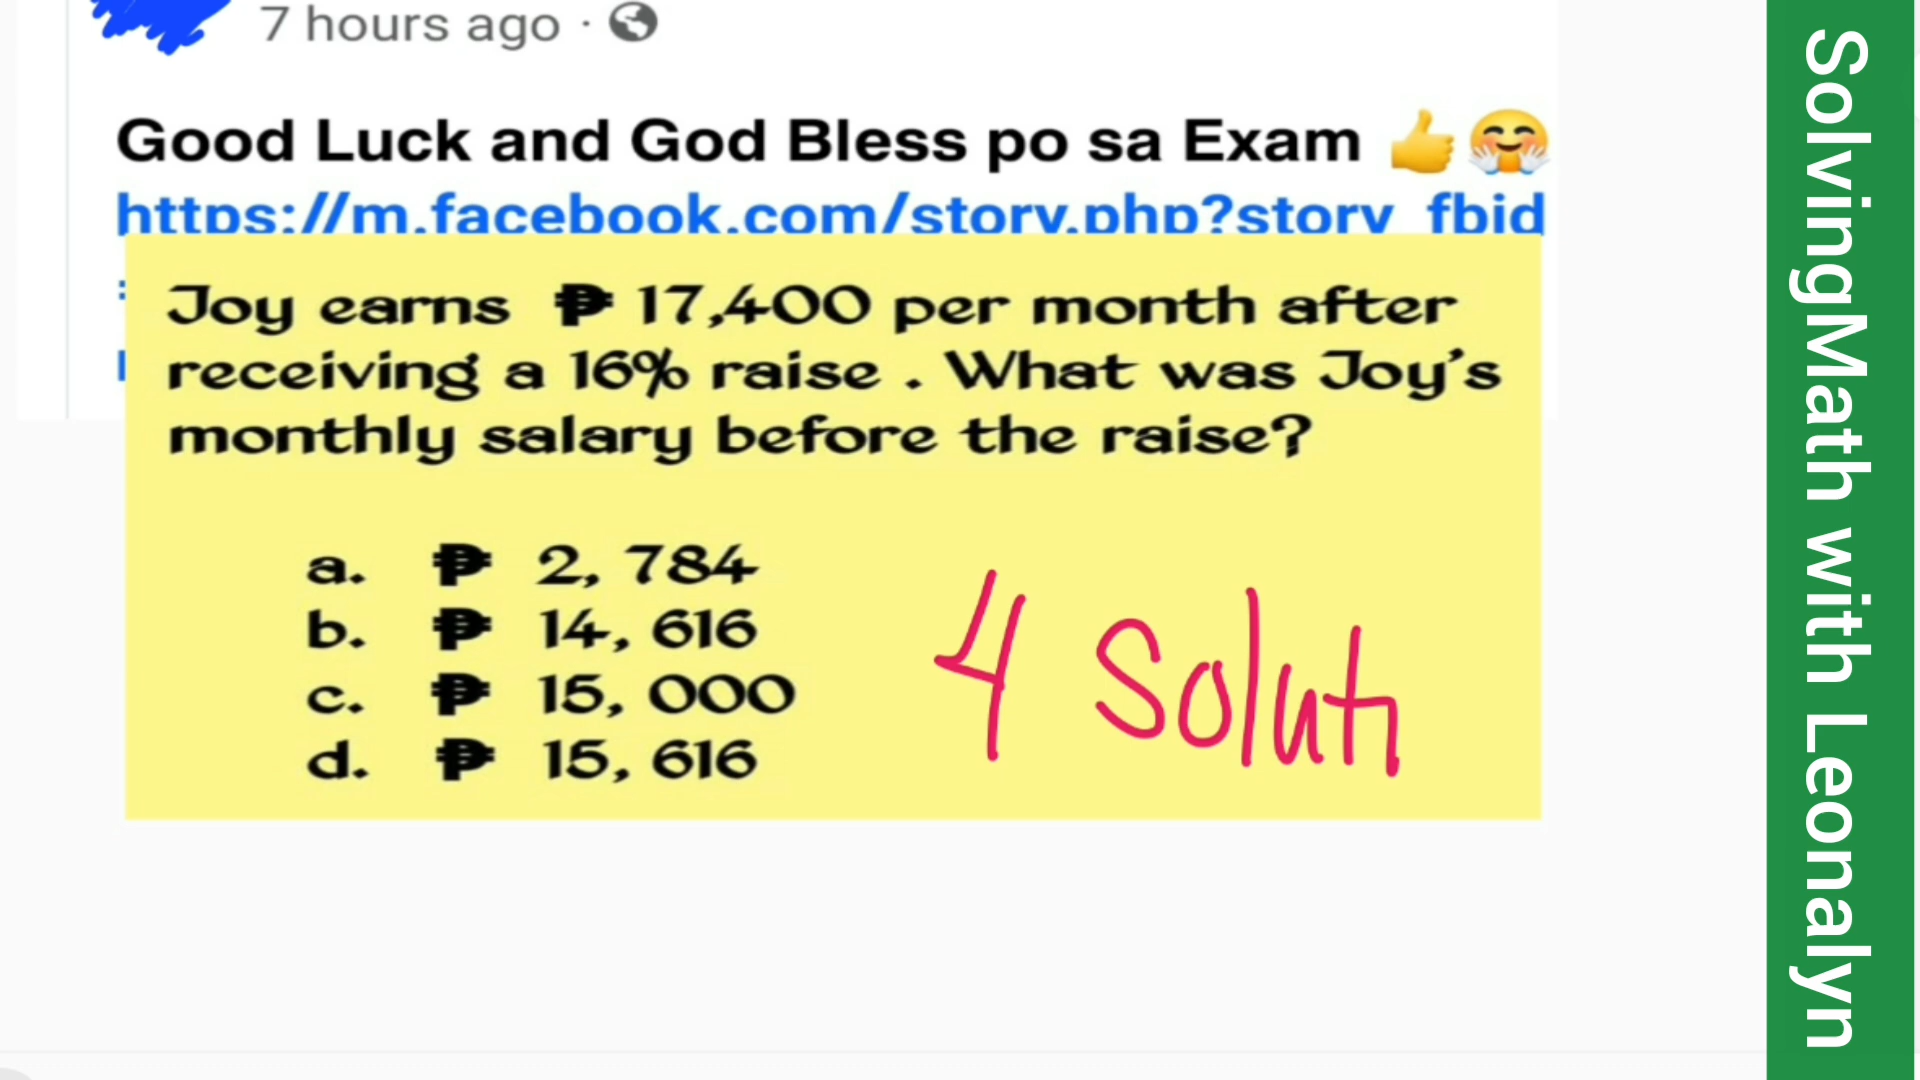 7 hours ago ·
Good Luck and God Bless po sa Exam 👍🤗
https://m.facebook.com/story.php?story_fbid
Joy earns ₱ 17,400 per month after
receiving a 16% raise . What was Joy's
monthly salary before the raise?
a. ₱ 2, 784
b. ₱ 14, 616
c. ₱ 15, 000
d. ₱ 15, 616
4 Soluti
SolvingMath with Leonalyn